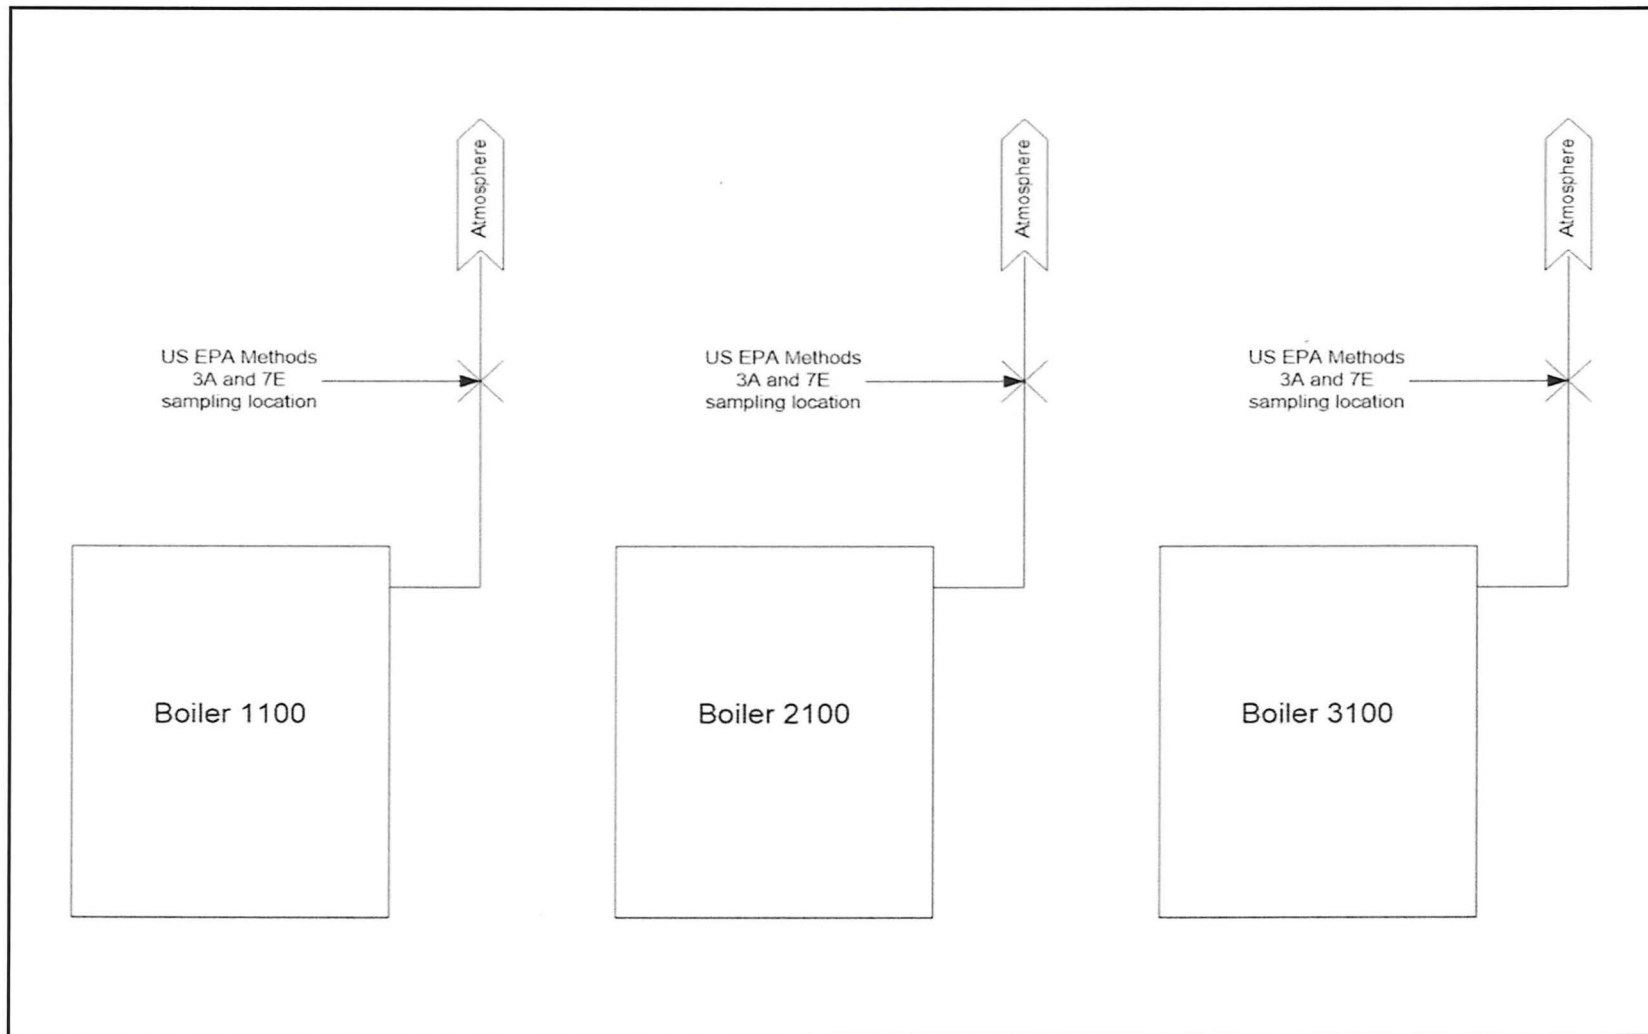 Atmosphere
Atmosphere
Atmosphere
US EPA Methods
3A and 7E
sampling location
US EPA Methods
3A and 7E
sampling location
US EPA Methods
3A and 7E
sampling location
Boiler 1100
Boiler 2100
Boiler 3100